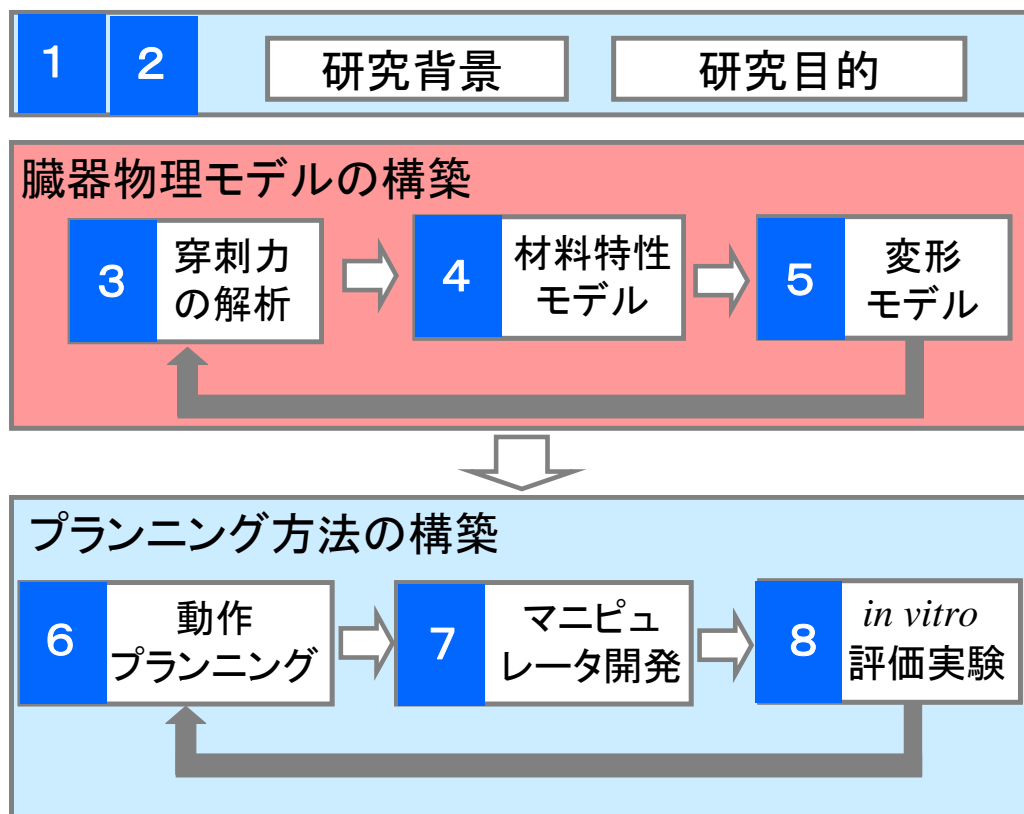 1 2 研究背景 研究目的
臓器物理モデルの構築
3 穿刺力
の解析
4 材料特性
モデル
5 変形
モデル
プランニング方法の構築
6 動作
プランニング
7 マニピュ
レータ開発
8 in vitro
評価実験